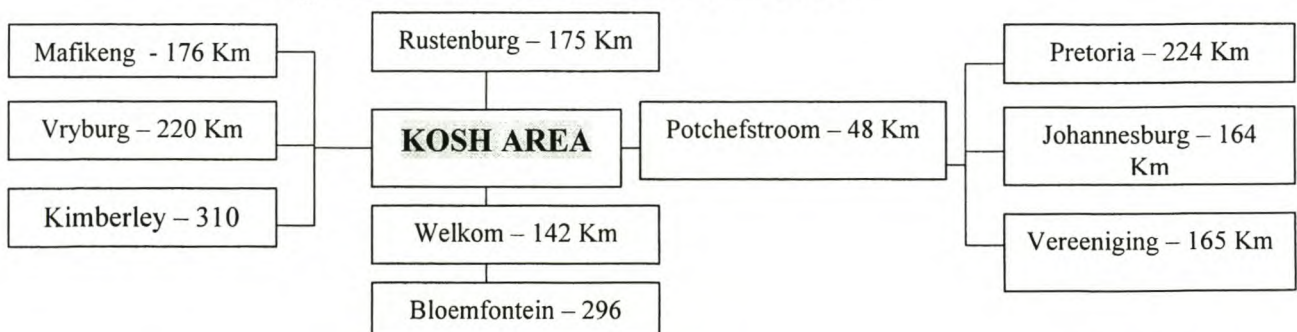 Mafikeng - 176 Km
Vryburg – 220 Km
Kimberley – 310
Rustenburg – 175 Km
KOSH AREA
Welkom – 142 Km
Bloemfontein – 296
Potchefstroom – 48 Km
Pretoria – 224 Km
Johannesburg – 164
Km
Vereeniging – 165 Km